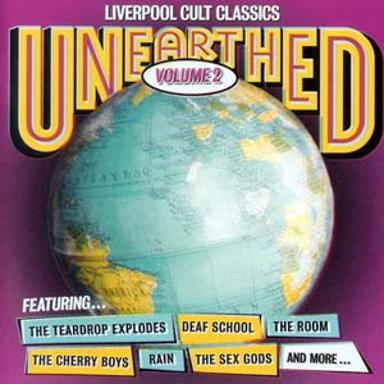 LIVERPOOL CULT CLASSICS
UNEARTHED
VOLUME 2
FEATURING...
THE TEARDROP EXPLODES DEAF SCHOOL THE ROOM
THE CHERRY BOYS RAIN THE SEX GODS AND MORE...